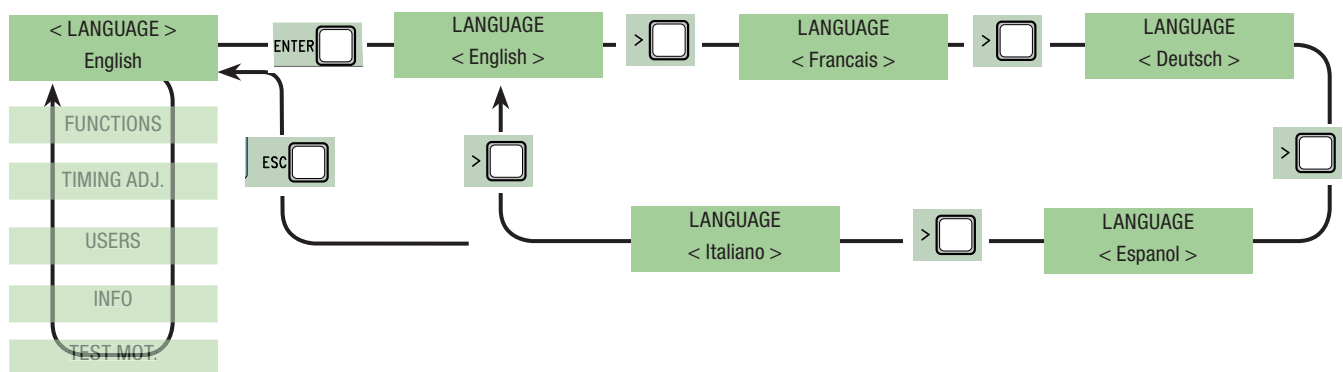 < LANGUAGE >
English
ENTER
LANGUAGE
< English >
>
LANGUAGE
< Francais >
>
LANGUAGE
< Deutsch >
>
LANGUAGE
< Espanol >
>
LANGUAGE
< Italiano >
>
ESC
FUNCTIONS
TIMING ADJ.
USERS
INFO
TEST MOT.